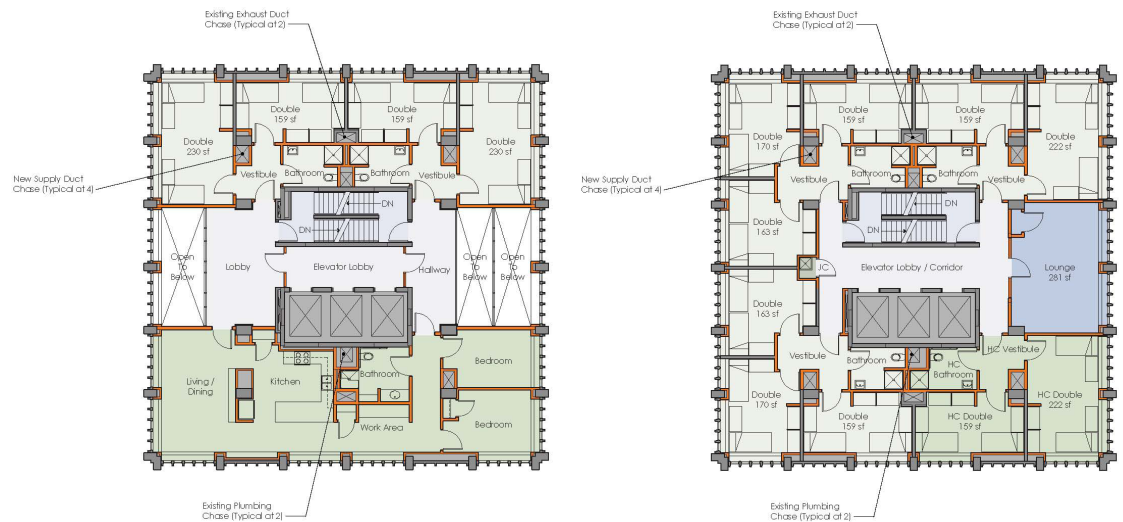 Existing Exhaust Duct
Chase (Typical at 2)
Double
230 sf
Double
159 sf
Double
159 sf
Double
230 sf
New Supply Duct
Chase (Typical at 4)
Vestibule
Bathroom
Bathroom
Vestibule
DN
DN
Open
To
Below
Lobby
Elevator Lobby
Hallway
Open
To
Below
Open
To
Below
Living /
Dining
Kitchen
Bathroom
Bedroom
Work Area
Bedroom
Existing Plumbing
Chase (Typical at 2)
Existing Exhaust Duct
Chase (Typical at 2)
Double
170 sf
Double
159 sf
Double
159 sf
Double
222 sf
New Supply Duct
Chase (Typical at 4)
Vestibule
Bathroom
Bathroom
Vestibule
DN
DN
Double
163 sf
JC
Elevator Lobby / Corridor
Lounge
281 sf
Double
163 sf
Vestibule
Bathroom
HC
Bathroom
HC Vestibule
Double
170 sf
Double
159 sf
HC Double
159 sf
HC Double
222 sf
Existing Plumbing
Chase (Typical at 2)